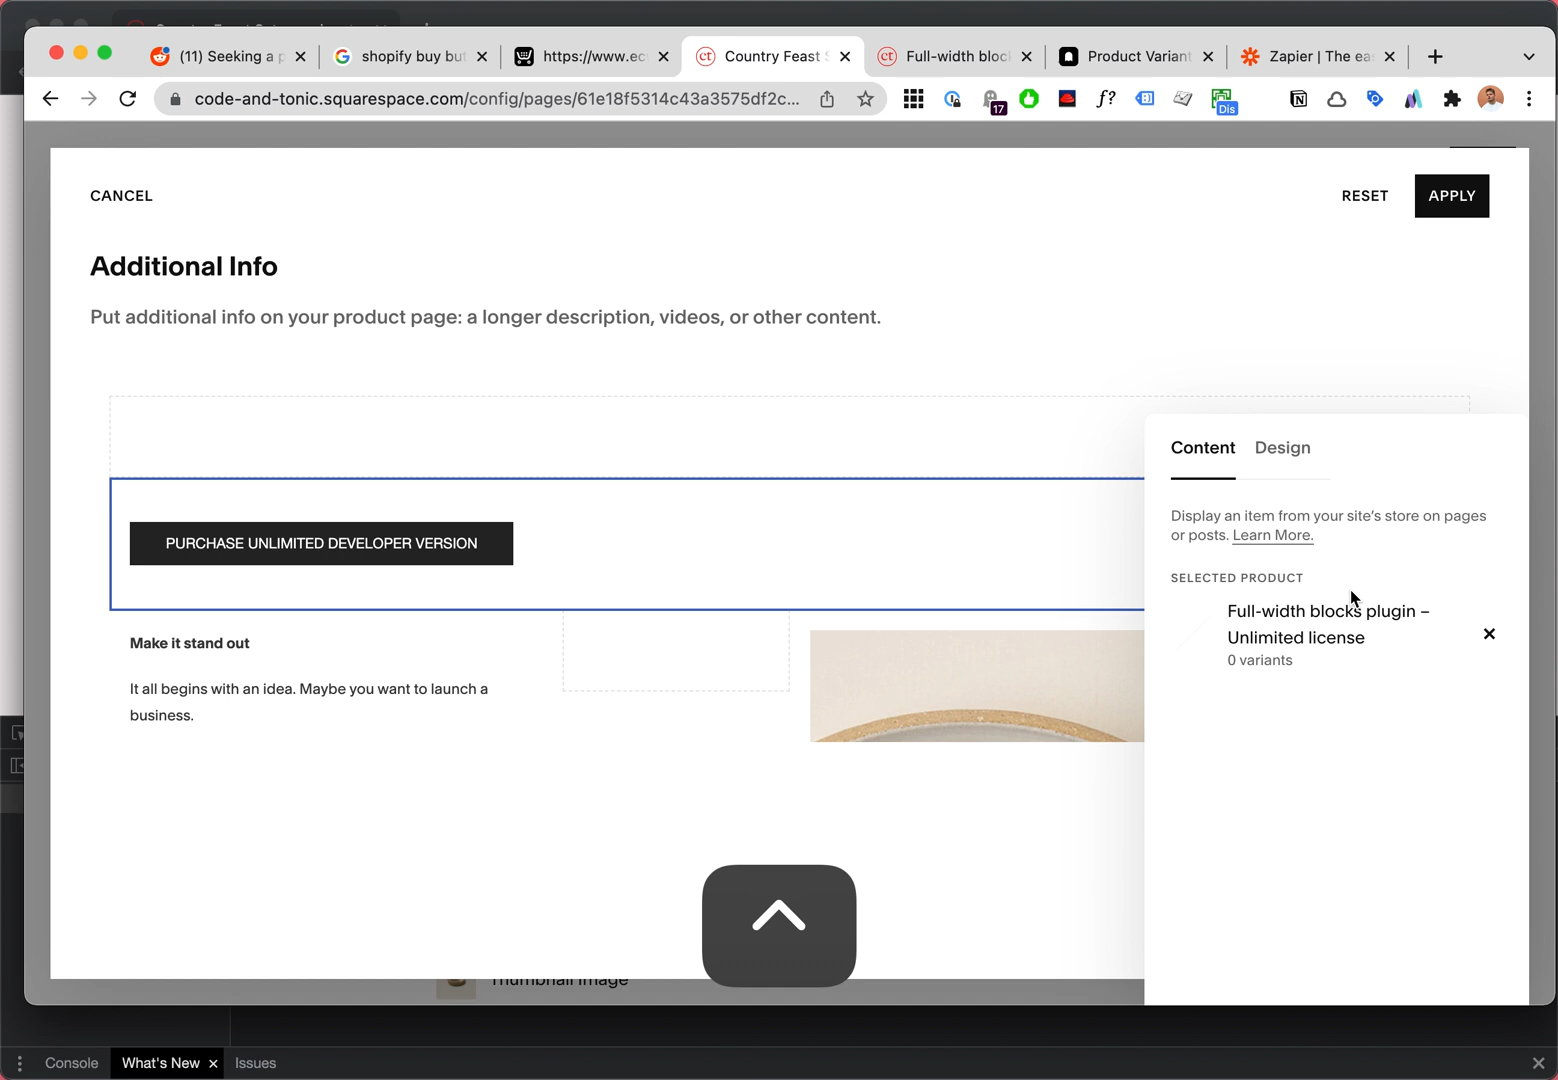 (11) Seeking a p
shopify buy but
https://www.ec
ct
Country Feast S
ct
Full-width bloc
Product Variant
Zapier | The ea
code-and-tonic.squarespace.com/config/pages/61e18f5314c43a3575df2c...
17
f?
Dis
CANCEL
RESET
APPLY
Additional Info
Put additional info on your product page: a longer description, videos, or other content.
Content
Design
Display an item from your site's store on pages
or posts. Learn More.
PURCHASE UNLIMITED DEVELOPER VERSION
SELECTED PRODUCT
Full-width blocks plugin –
Unlimited license
0 variants
Make it stand out
It all begins with an idea. Maybe you want to launch a
business.
Thumbnail Image
Console
What's New
Issues